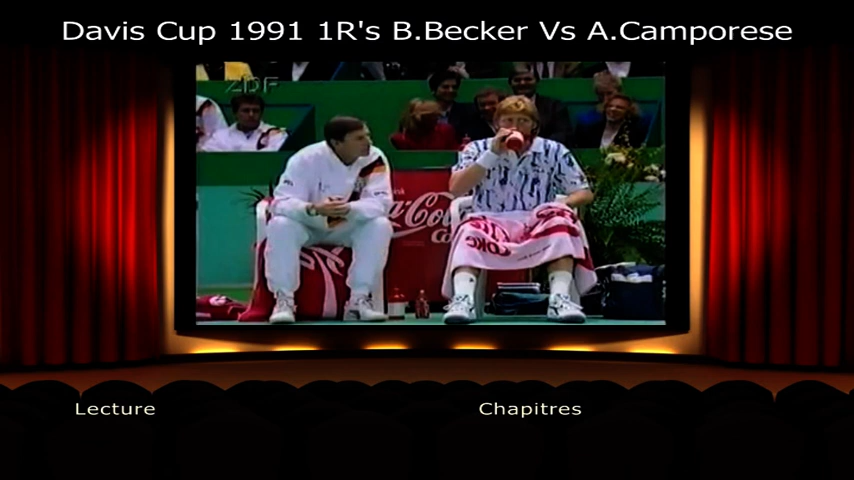 Davis Cup 1991 1R's B.Becker Vs A.Camporese
ZDF
Coca-Cola
COKE
Lecture
Chapitres